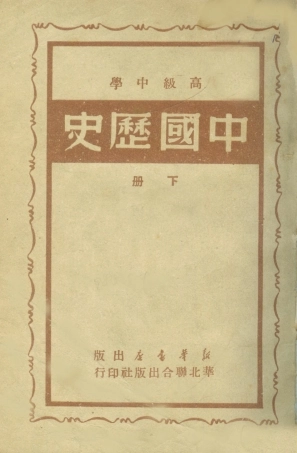 高級中學
中國歷史
下冊
新華書店出版
華北聯合出版社印行